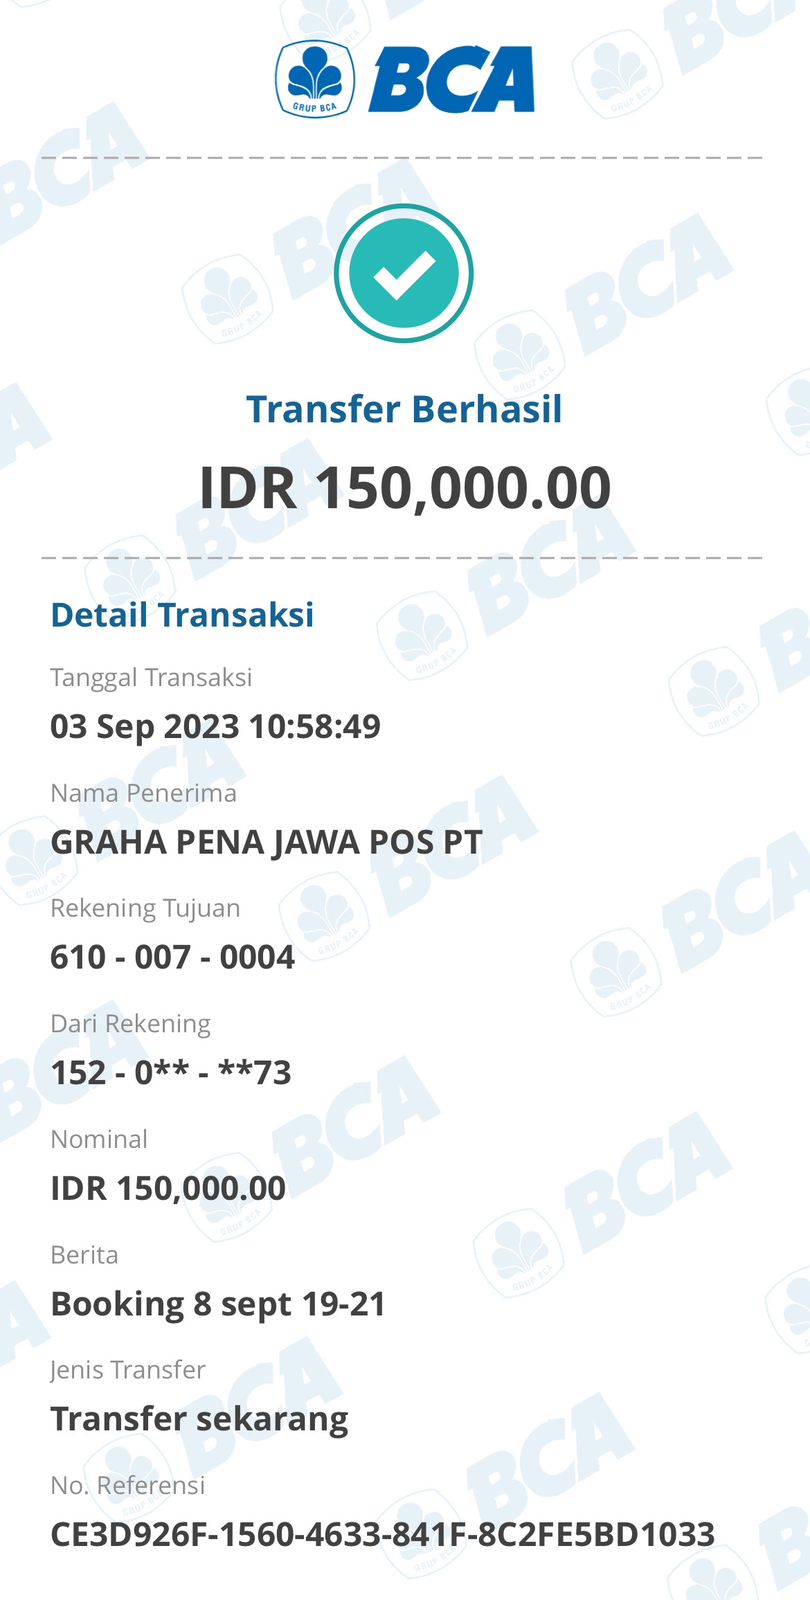 GRUP BCA BCA
Transfer Berhasil
IDR 150,000.00
Detail Transaksi
Tanggal Transaksi
03 Sep 2023 10:58:49
Nama Penerima
GRAHA PENA JAWA POS PT
Rekening Tujuan
610 - 007 - 0004
Dari Rekening
152 - 0** - **73
Nominal
IDR 150,000.00
Berita
Booking 8 sept 19-21
Jenis Transfer
Transfer sekarang
No. Referensi
CE3D926F-1560-4633-841F-8C2FE5BD1033